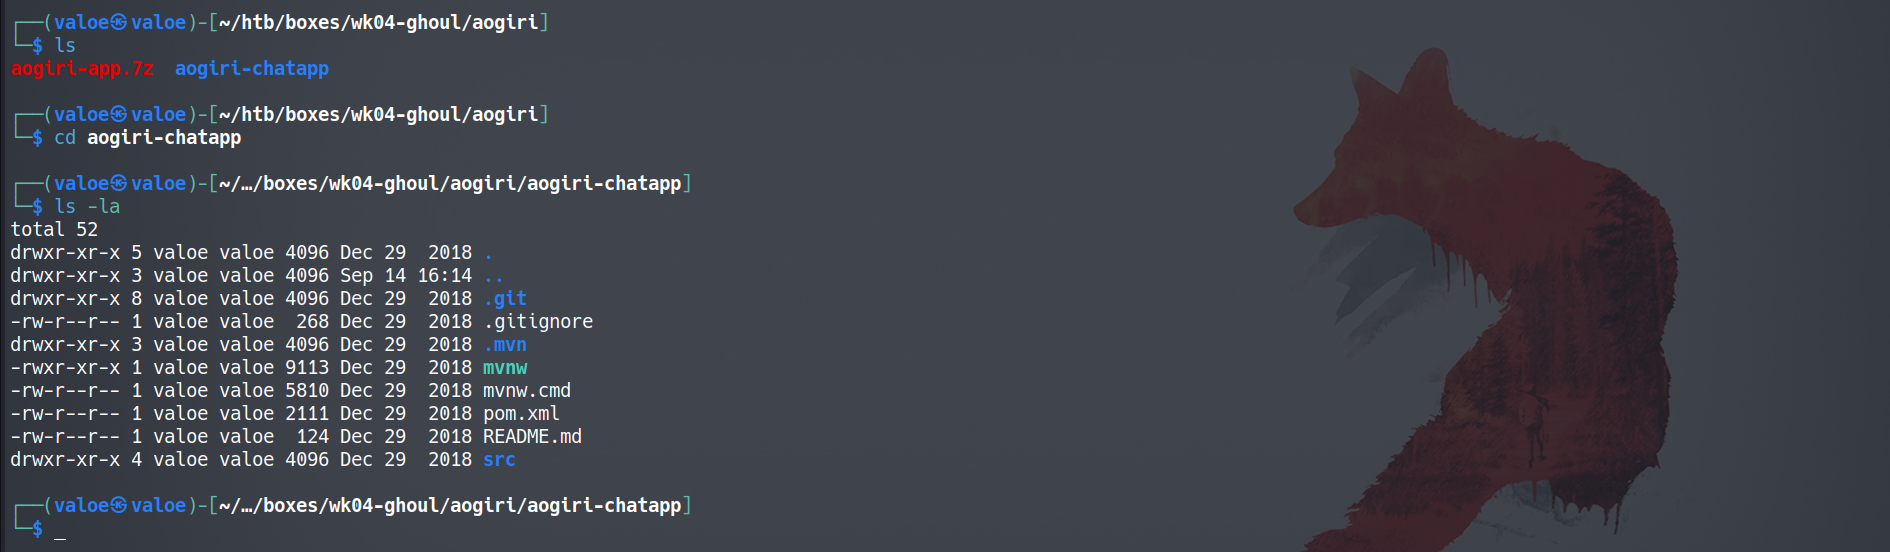 ┌──(valoe㉿valoe)-[~/htb/boxes/wk04-ghoul/aogiri]
└─$ ls
aogiri-app.7z  aogiri-chatapp
┌──(valoe㉿valoe)-[~/htb/boxes/wk04-ghoul/aogiri]
└─$ cd aogiri-chatapp
┌──(valoe㉿valoe)-[~/…/boxes/wk04-ghoul/aogiri/aogiri-chatapp]
└─$ ls -la
total 52
drwxr-xr-x 5 valoe valoe 4096 Dec 29  2018 .
drwxr-xr-x 3 valoe valoe 4096 Sep 14 16:14 ..
drwxr-xr-x 8 valoe valoe 4096 Dec 29  2018 .git
-rw-r--r-- 1 valoe valoe  268 Dec 29  2018 .gitignore
drwxr-xr-x 3 valoe valoe 4096 Dec 29  2018 .mvn
-rwxr-xr-x 1 valoe valoe 9113 Dec 29  2018 mvnw
-rw-r--r-- 1 valoe valoe 5810 Dec 29  2018 mvnw.cmd
-rw-r--r-- 1 valoe valoe 2111 Dec 29  2018 pom.xml
-rw-r--r-- 1 valoe valoe  124 Dec 29  2018 README.md
drwxr-xr-x 4 valoe valoe 4096 Dec 29  2018 src
┌──(valoe㉿valoe)-[~/…/boxes/wk04-ghoul/aogiri/aogiri-chatapp]
└─$ _